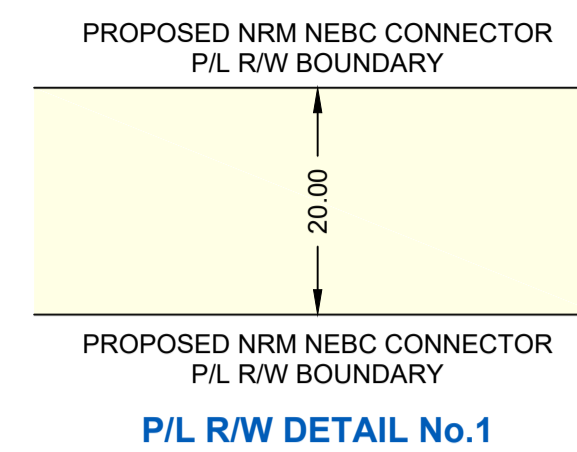 PROPOSED NRM NEBC CONNECTOR
P/L R/W BOUNDARY
20.00
PROPOSED NRM NEBC CONNECTOR
P/L R/W BOUNDARY
P/L R/W DETAIL No.1